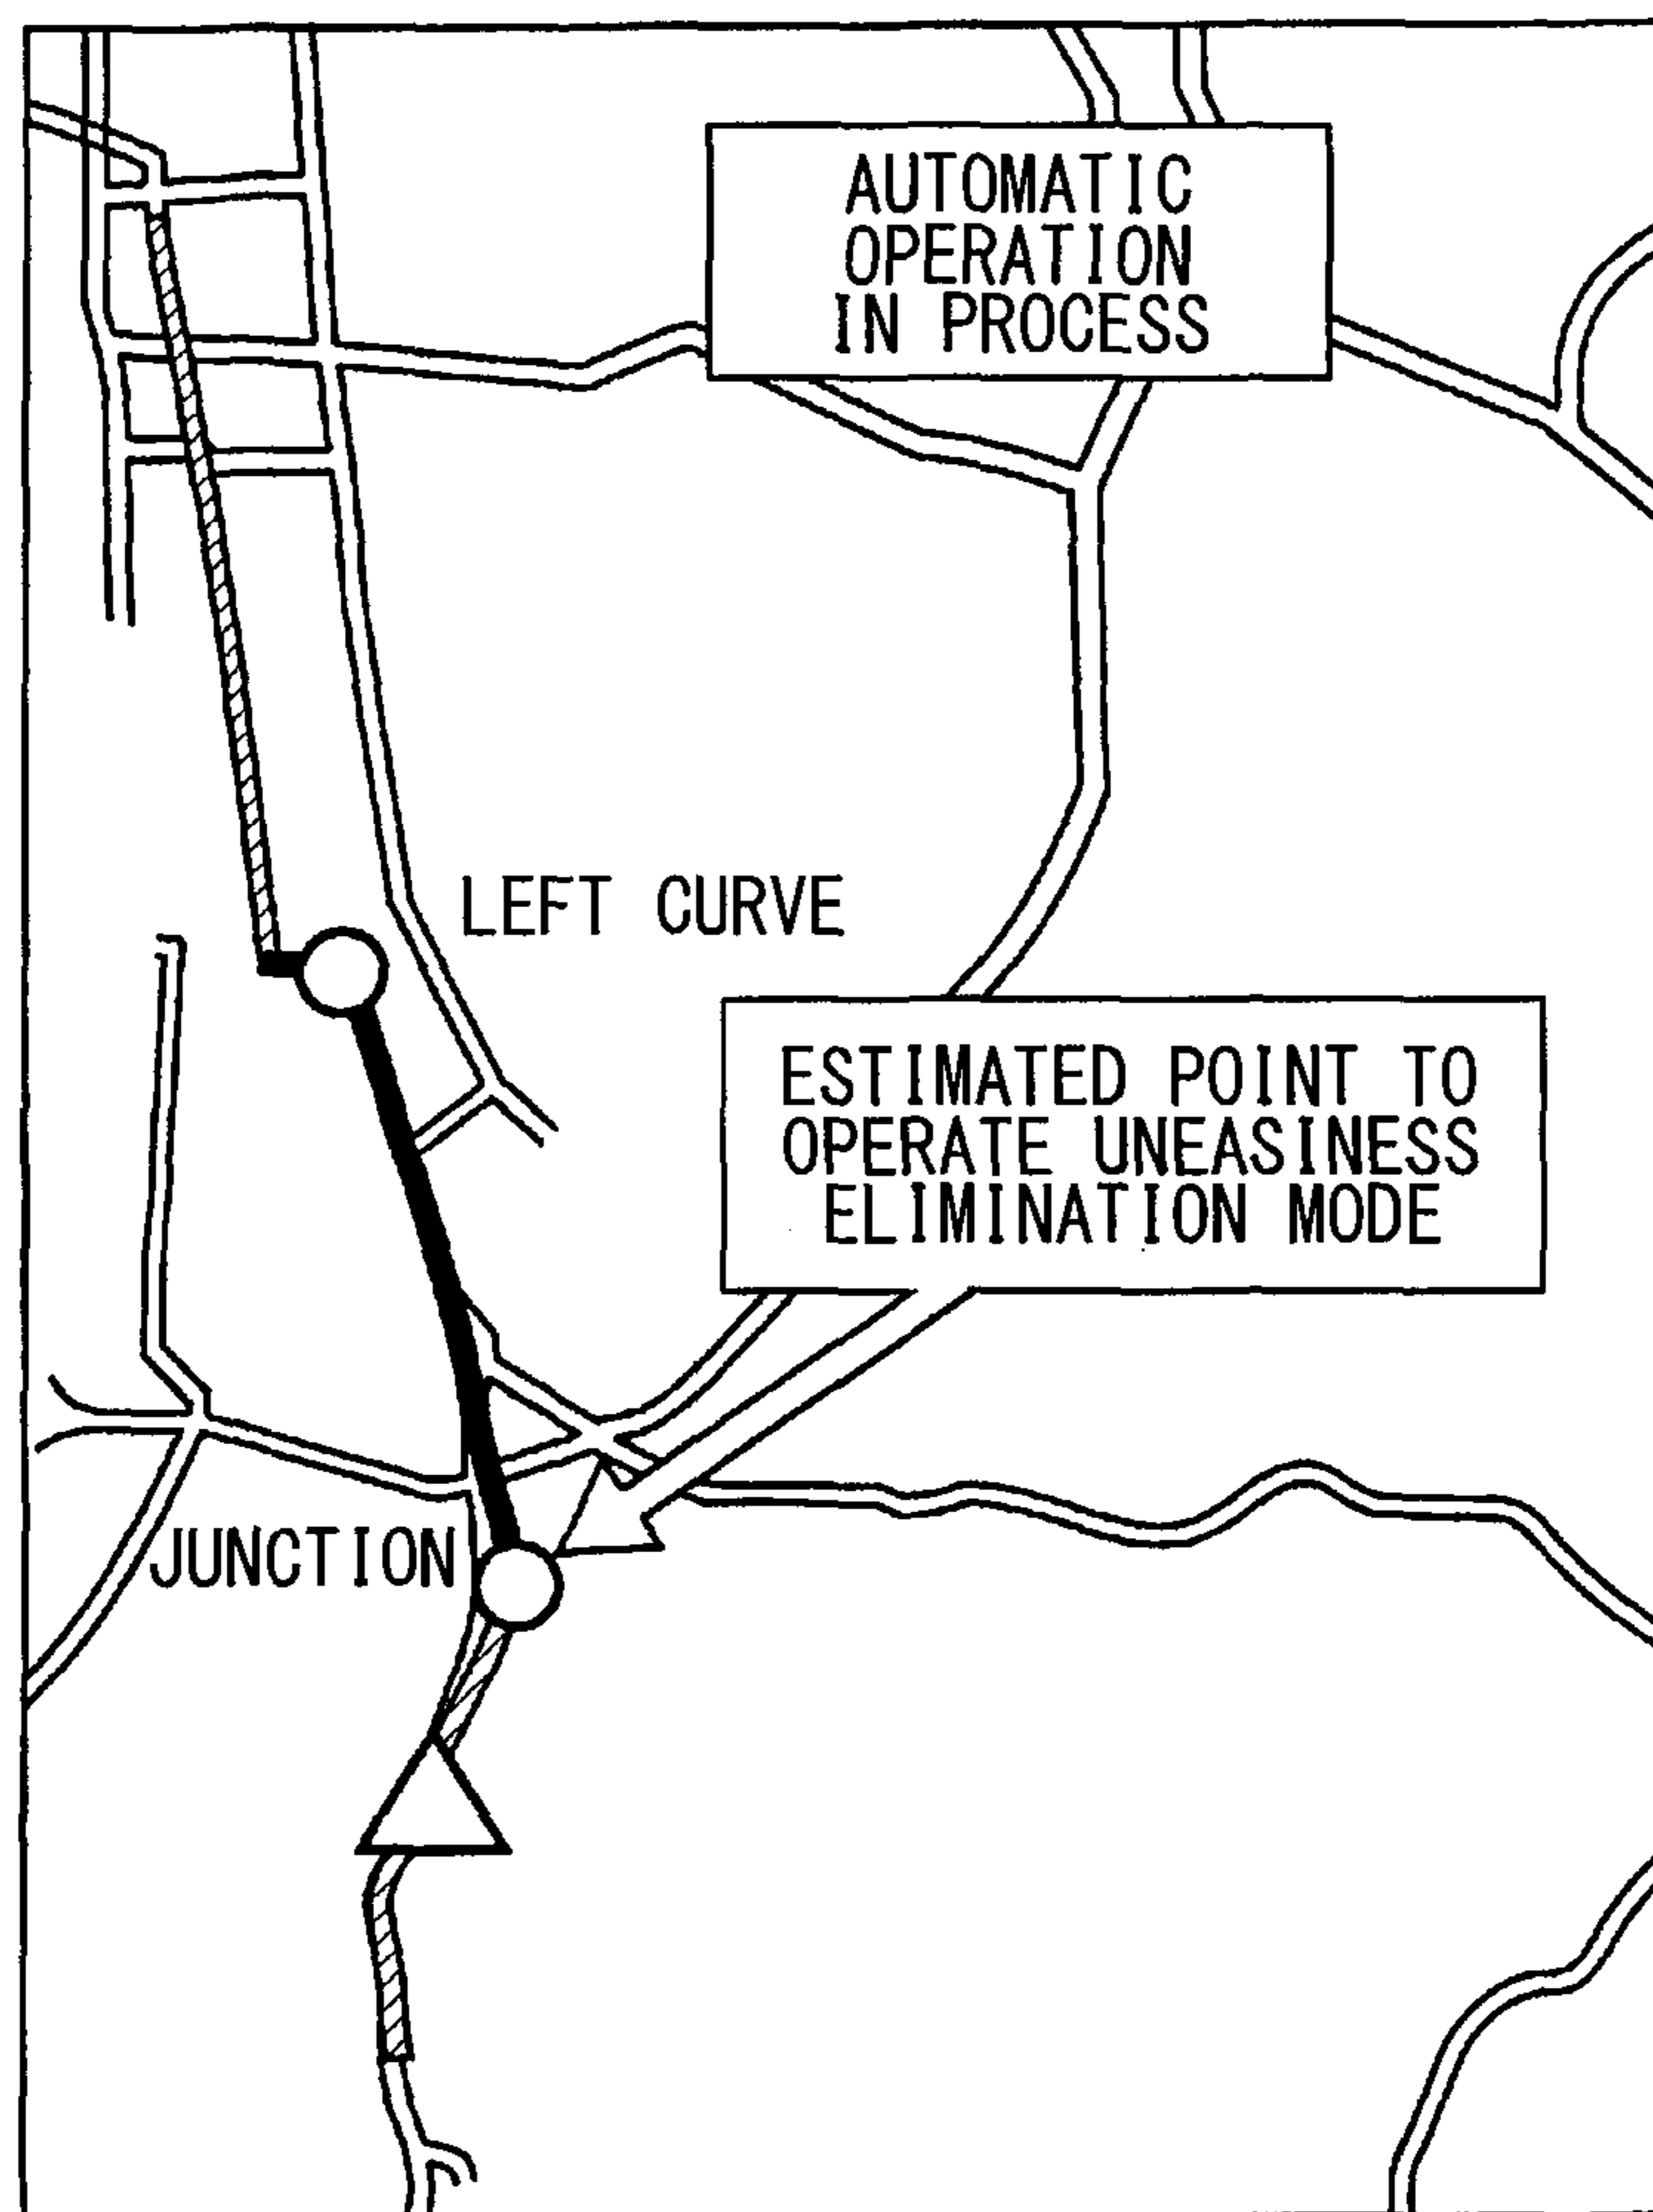 AUTOMATIC
OPERATION
IN PROCESS
LEFT CURVE
ESTIMATED POINT TO
OPERATE UNEASINESS
ELIMINATION MODE
JUNCTION